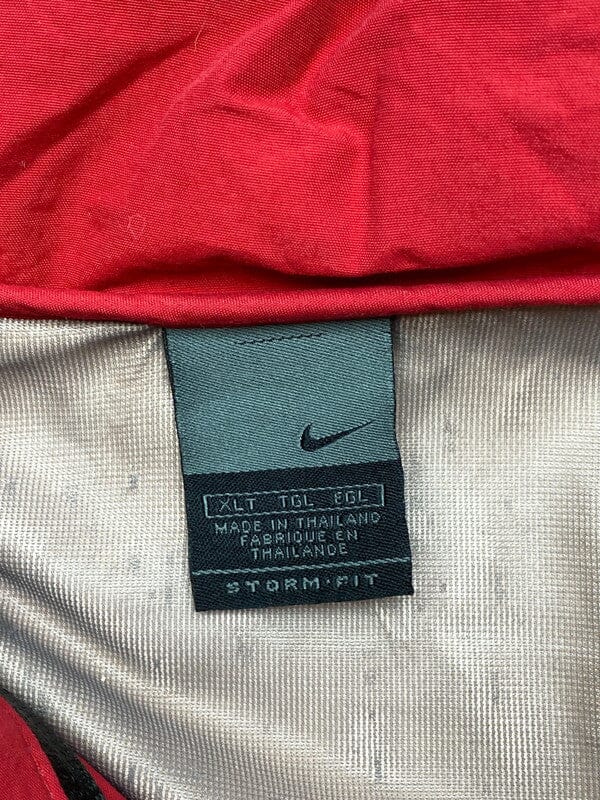 XLT TGL EGL
MADE IN THAILAND
FABRIQUE EN
THAILANDE
STORM·FIT